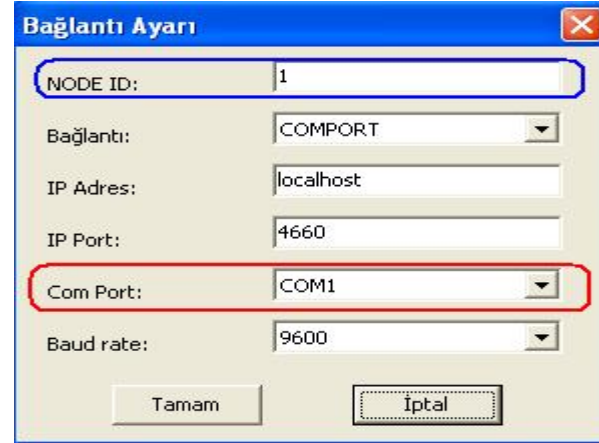 Bağlantı Ayarı
NODE ID: 1
Bağlantı: COMPORT
IP Adres: localhost
IP Port: 4660
Com Port: COM1
Baud rate: 9600
Tamam İptal